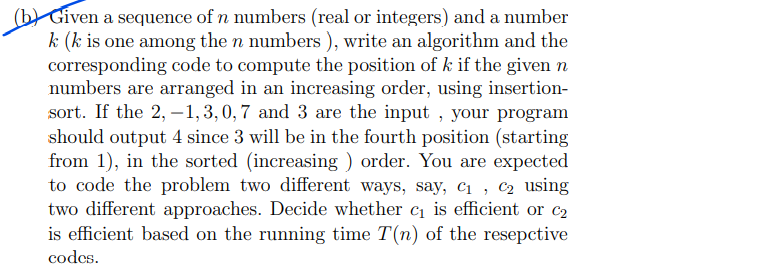 (b) Given a sequence of n numbers (real or integers) and a number
k (k is one among the n numbers ), write an algorithm and the
corresponding code to compute the position of k if the given n
numbers are arranged in an increasing order, using insertion-
sort. If the 2, −1, 3, 0, 7 and 3 are the input , your program
should output 4 since 3 will be in the fourth position (starting
from 1), in the sorted (increasing ) order. You are expected
to code the problem two different ways, say, c₁ , c₂ using
two different approaches. Decide whether c₁ is efficient or c₂
is efficient based on the running time T(n) of the resepctive
codes.